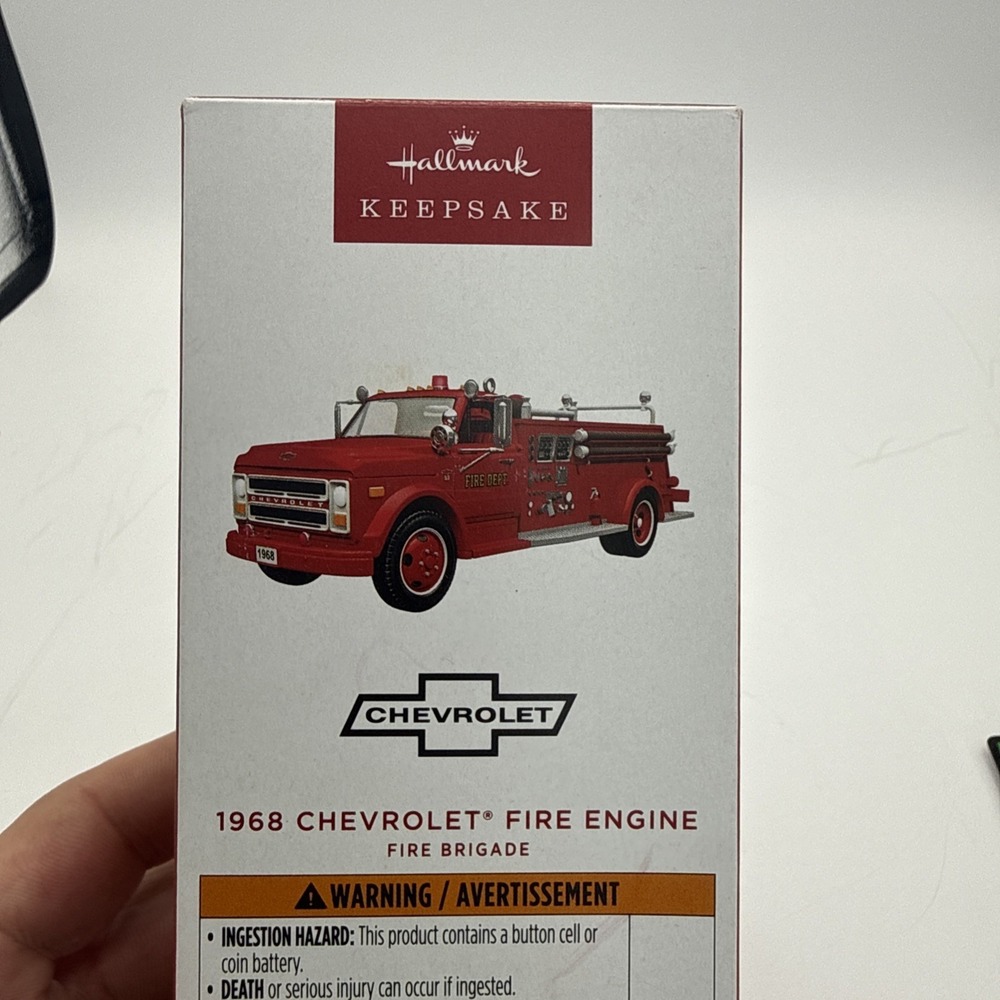 Hallmark
KEEPSAKE
FIRE DEPT
CHEVROLET
1968
CHEVROLET
1968 CHEVROLET® FIRE ENGINE
FIRE BRIGADE
⚠ WARNING / AVERTISSEMENT
• INGESTION HAZARD: This product contains a button cell or
coin battery.
• DEATH or serious injury can occur if ingested.